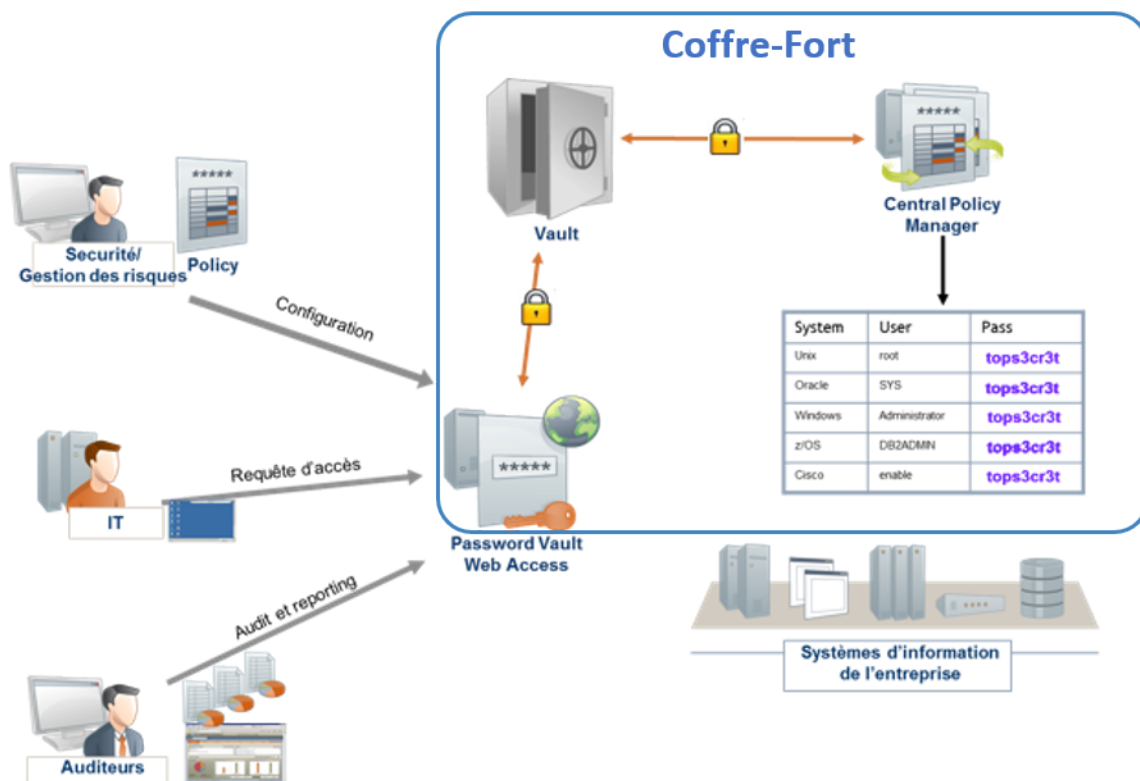 Coffre-Fort
*****
Vault
Central Policy
Manager
*****
Sécurité/
Gestion des risques
Policy
Configuration
System User Pass
Unix root tops3cr3t
Oracle SYS tops3cr3t
Windows Administrator tops3cr3t
z/OS DB2ADMIN tops3cr3t
Cisco enable tops3cr3t
*****
Requête d'accès
IT
Password Vault
Web Access
Audit et reporting
Systèmes d'information
de l'entreprise
Auditeurs